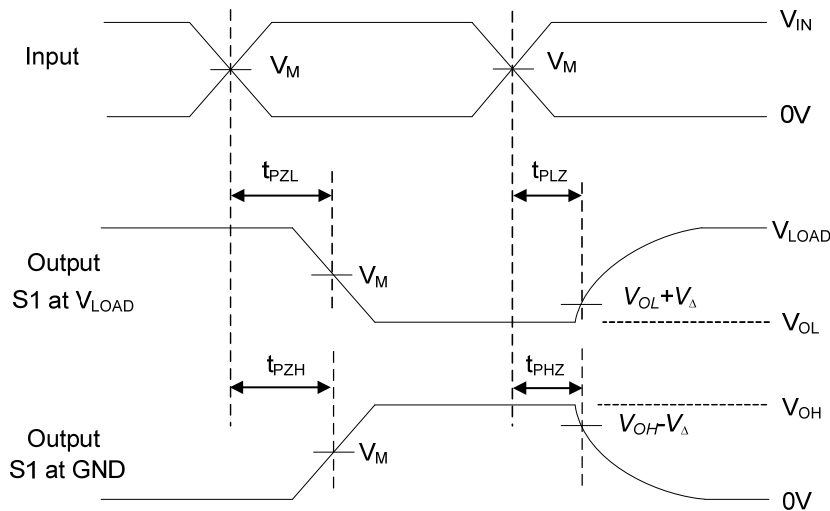 V_IN
Input
V_M
V_M
0V
t_PZL
t_PLZ
V_LOAD
Output
S1 at V_LOAD
V_M
V_OL+V_Δ
V_OL
t_PZH
t_PHZ
V_OH
V_OH-V_Δ
Output
S1 at GND
V_M
0V